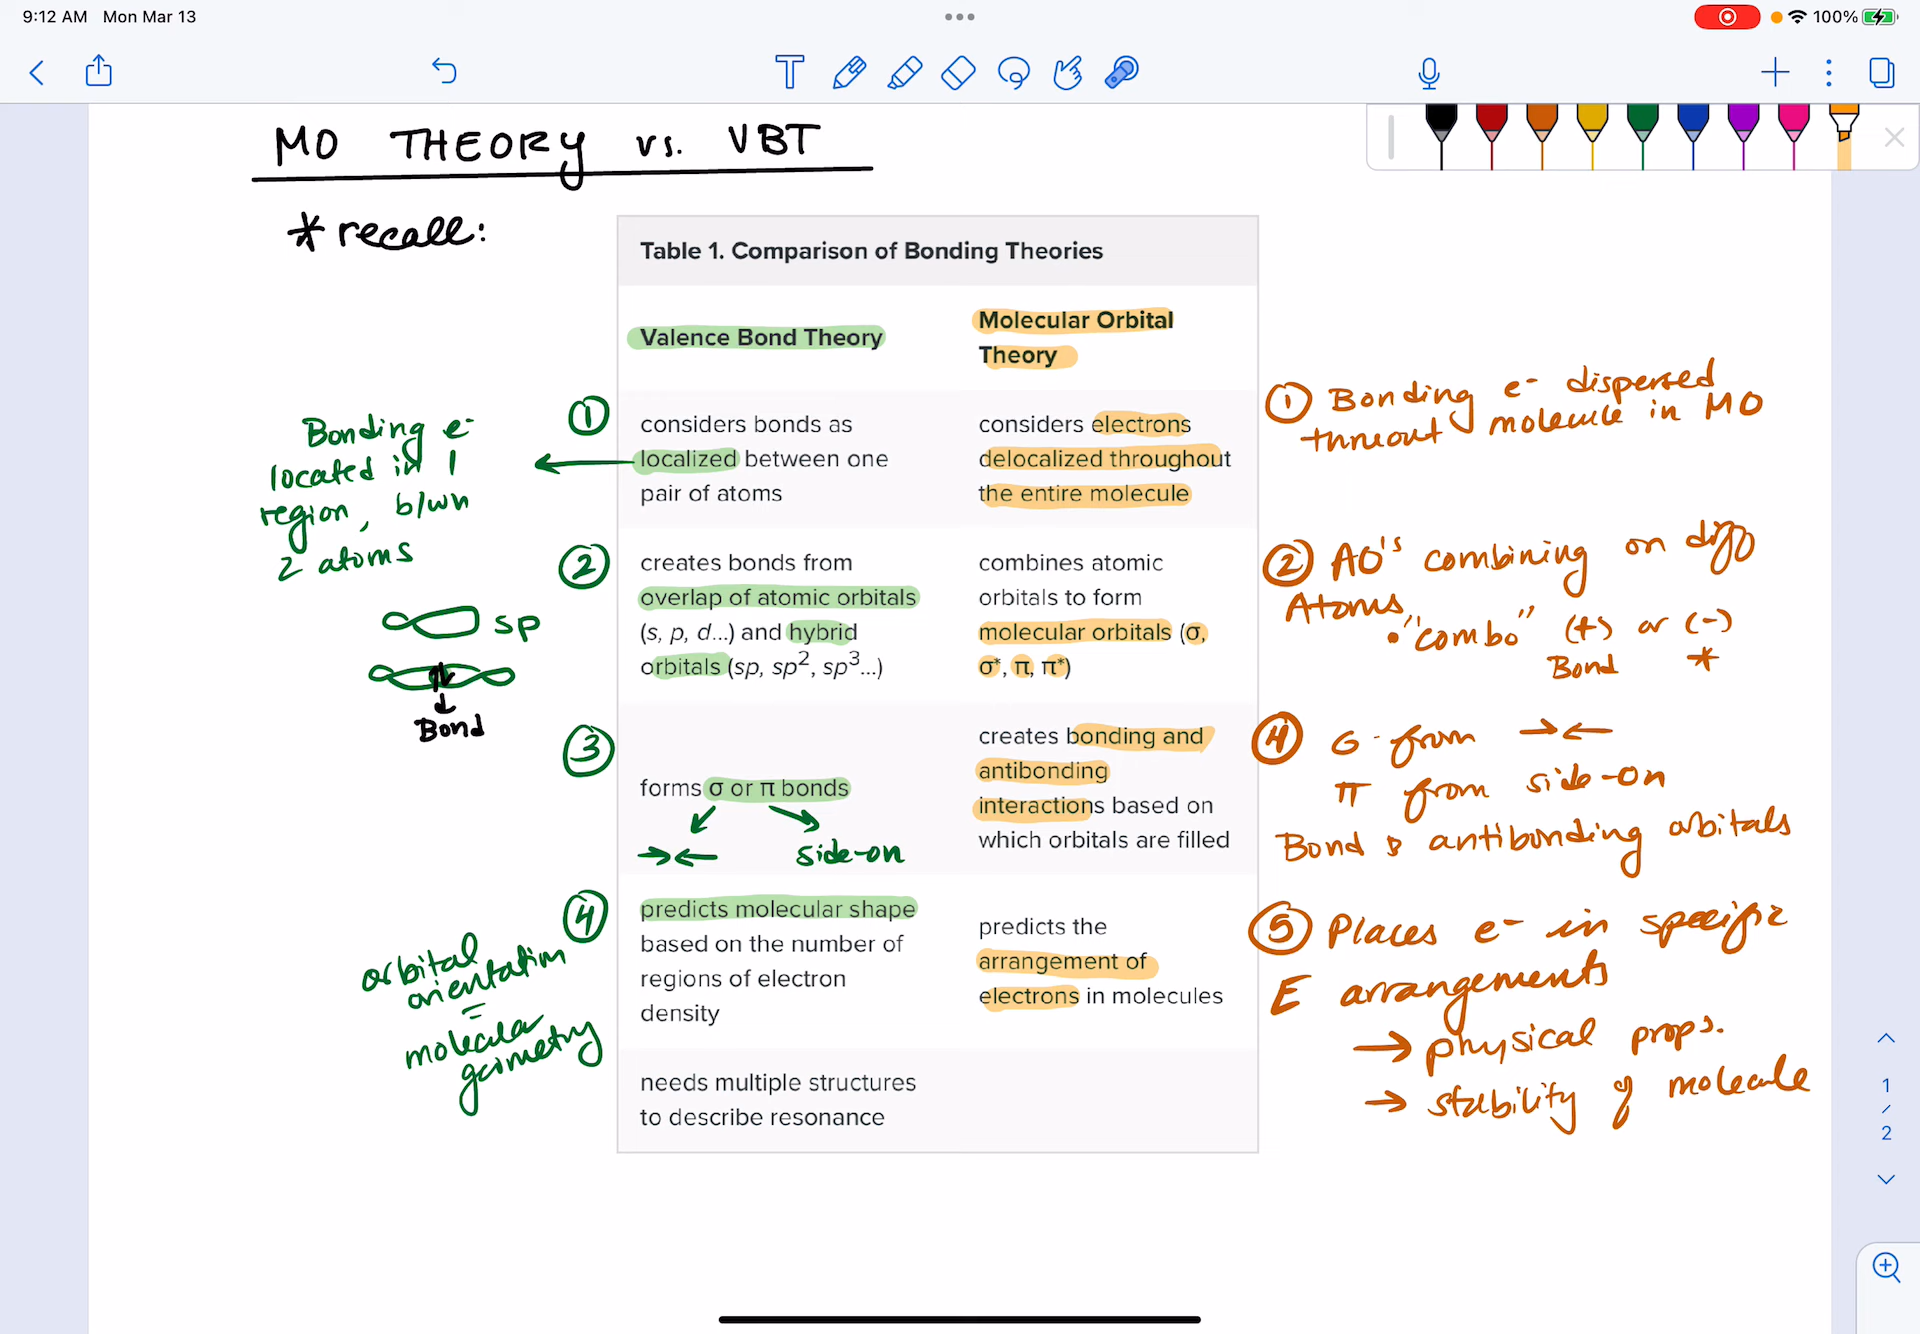 9:12 AM Mon Mar 13
100%
MO THEORY vs. VBT
* recall:
Table 1. Comparison of Bonding Theories
Valence Bond Theory
Molecular Orbital
Theory
Bonding e-
located in 1
region, b/wn
2 atoms
①
considers bonds as
localized between one
pair of atoms
considers electrons
delocalized throughout
the entire molecule
① Bonding e- dispersed
thruout molecule in MO
sp
Bond
②
creates bonds from
overlap of atomic orbitals
(s, p, d...) and hybrid
orbitals (sp, sp², sp³...)
combines atomic
orbitals to form
molecular orbitals (σ,
σ*, π, π*)
② AO's combining on diff
Atoms
• "combo" (+) or (-)
Bond *
③
forms σ or π bonds
→← side-on
creates bonding and
antibonding
interactions based on
which orbitals are filled
④ σ from →←
π from side-on
Bond & antibonding orbitals
④
predicts molecular shape
based on the number of
regions of electron
density
orbital
orientation
=
molecular
geometry
predicts the
arrangement of
electrons in molecules
⑤ Places e- in specific
E arrangements
→ physical props.
→ stability of molecule
needs multiple structures
to describe resonance
1
/
2